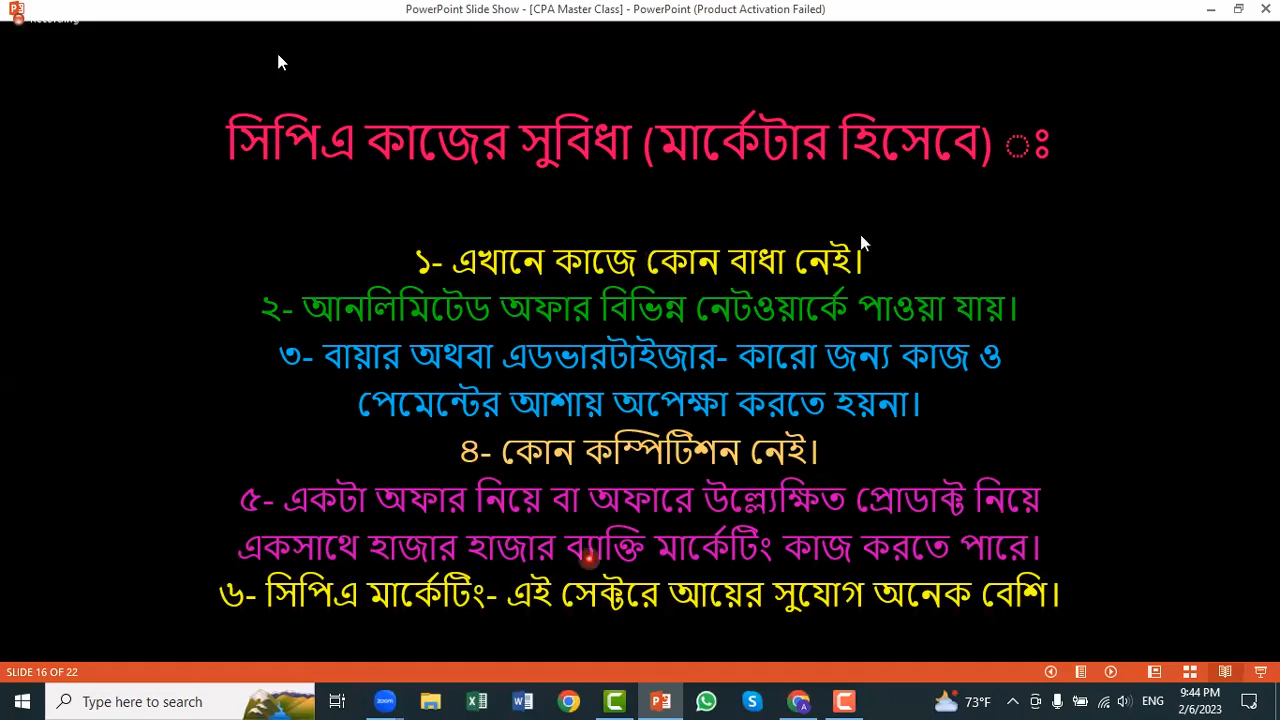 PowerPoint Slide Show - [CPA Master Class] - PowerPoint (Product Activation Failed)
Recording
সিপিএ কাজের সুবিধা (মার্কেটার হিসেবে) ঃ
১- এখানে কাজে কোন বাধা নেই।
২- আনলিমিটেড অফার বিভিন্ন নেটওয়ার্কে পাওয়া যায়।
৩- বায়ার অথবা এডভারটাইজার- কারো জন্য কাজ ও
পেমেন্টের আশায় অপেক্ষা করতে হয়না।
৪- কোন কম্পিটিশন নেই।
৫- একটা অফার নিয়ে বা অফারে উল্ল্যেক্ষিত প্রোডাক্ট নিয়ে
একসাথে হাজার হাজার ব্যাক্তি মার্কেটিং কাজ করতে পারে।
৬- সিপিএ মার্কেটিং- এই সেক্টরে আয়ের সুযোগ অনেক বেশি।
SLIDE 16 OF 22
Type here to search
zoom
73°F
ENG
9:44 PM
2/6/2023